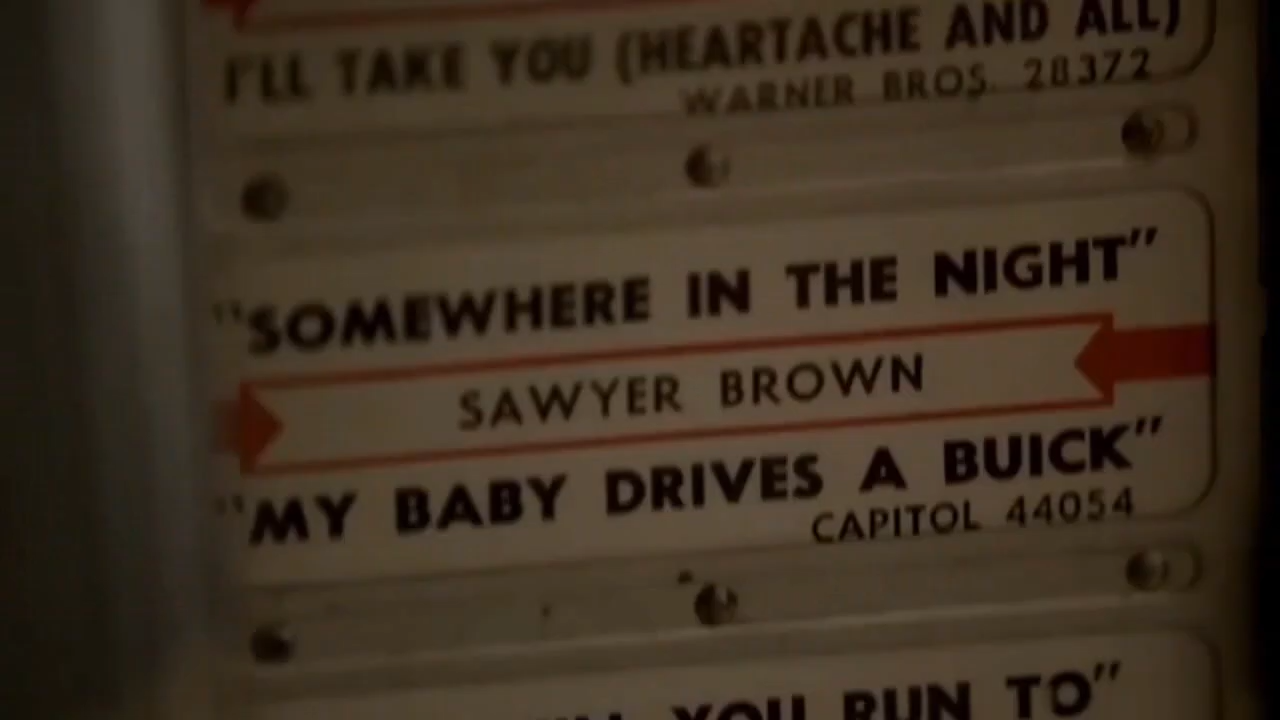 I'LL TAKE YOU (HEARTACHE AND ALL)
WARNER BROS. 28372
"SOMEWHERE IN THE NIGHT"
SAWYER BROWN
"MY BABY DRIVES A BUICK"
CAPITOL 44054
YOU RUN TO"